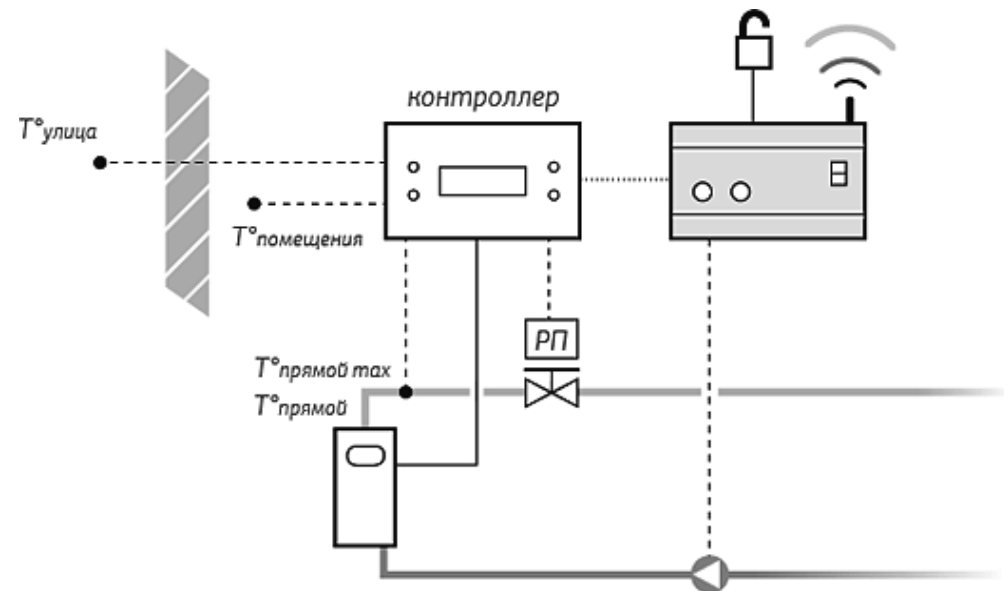 контроллер
T°улица
T°помещения
РП
T°прямой max
T°прямой